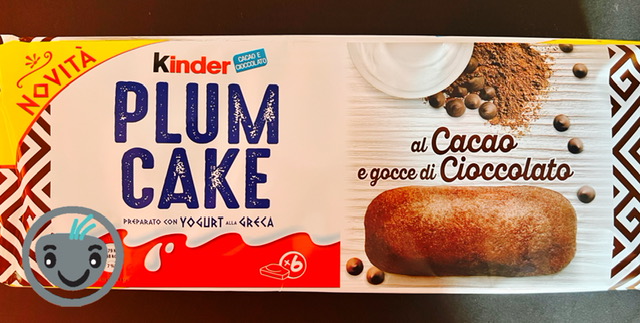 NOVITÀ
Kinder
CACAO E
CIOCCOLATO
PLUM
CAKE
PREPARATO CON YOGURT ALLA GRECA
x6
al Cacao
e gocce di Cioccolato